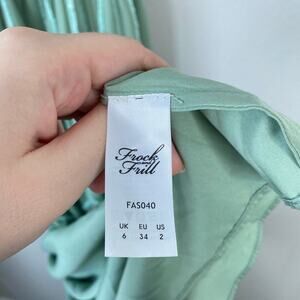 Frock
Frill
FAS040
UK EU US
6 34 2